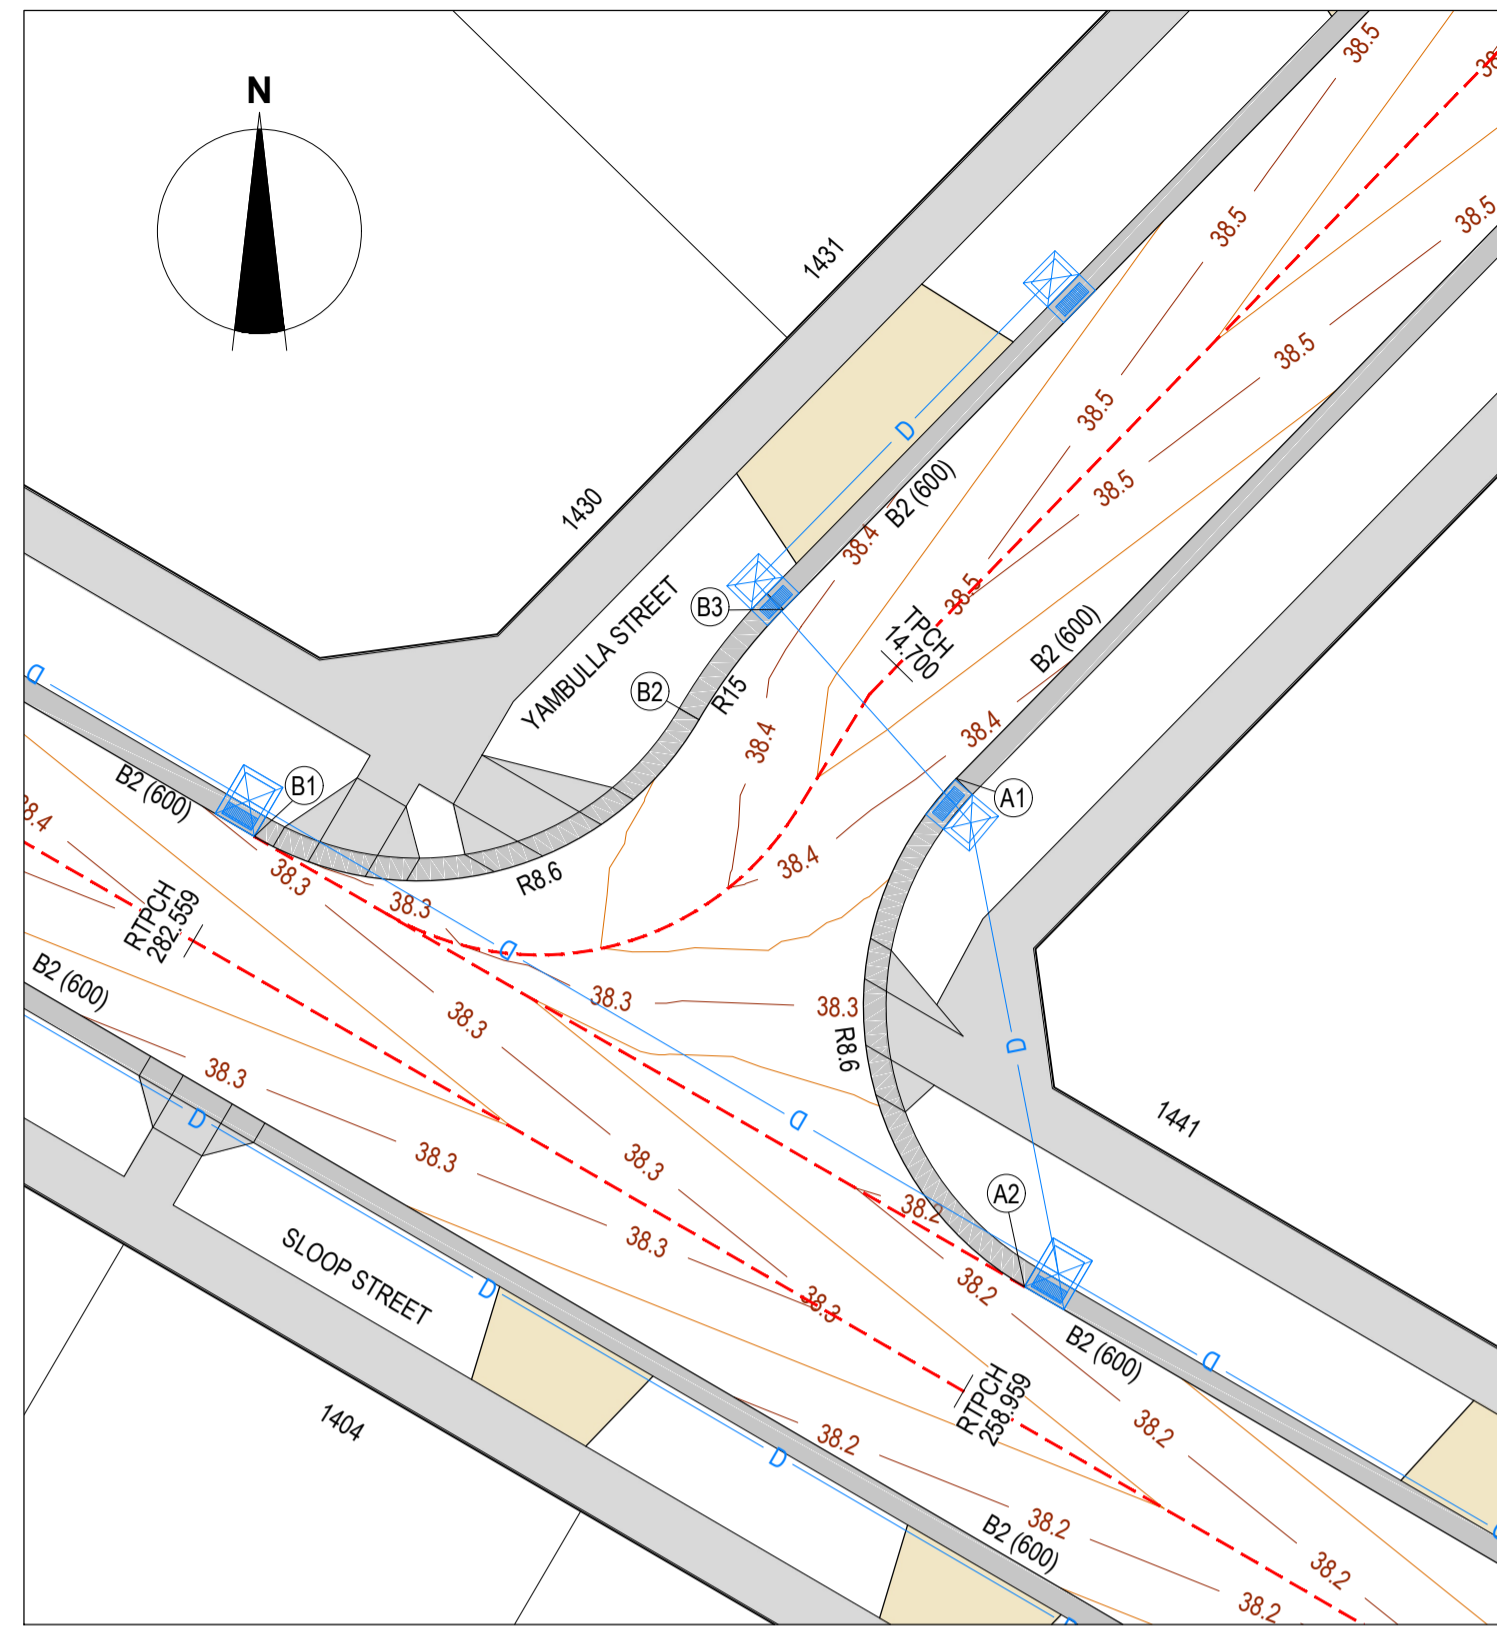 N
38.5
38.5
38.5
1431
38.5
38.5
38.5
D
38.5
B2 (600)
1430
38.4
38.5
B3
YAMBULLA STREET
TPCH
14.700
B2 (600)
B2
R15
38.4
38.4
D
B2 (600)
B1
A1
38.4
38.4
R8.6
38.3
38.3
RTPCH
282.559
D
B2 (600)
38.3
38.3
38.3
R8.6
D
38.3
D
D
1441
38.3
38.3
A2
38.2
SLOOP STREET
38.3
D
38.2
38.3
B2 (600)
D
RTPCH
258.959
1404
38.2
38.2
D
38.2
B2 (600)
38.2
38.2